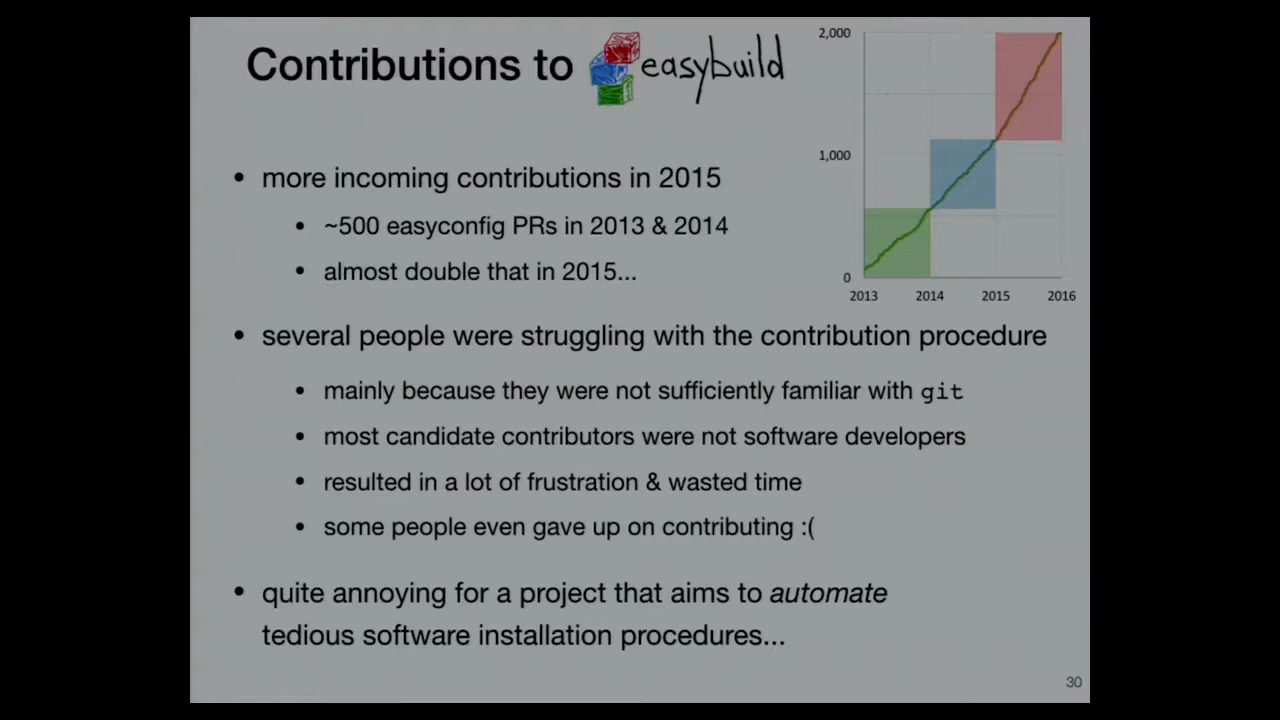 Contributions to easybuild
2,000
1,000
0
2013 2014 2015 2016
• more incoming contributions in 2015
• ~500 easyconfig PRs in 2013 & 2014
• almost double that in 2015...
• several people were struggling with the contribution procedure
• mainly because they were not sufficiently familiar with git
• most candidate contributors were not software developers
• resulted in a lot of frustration & wasted time
• some people even gave up on contributing :(
• quite annoying for a project that aims to automate
tedious software installation procedures...
30